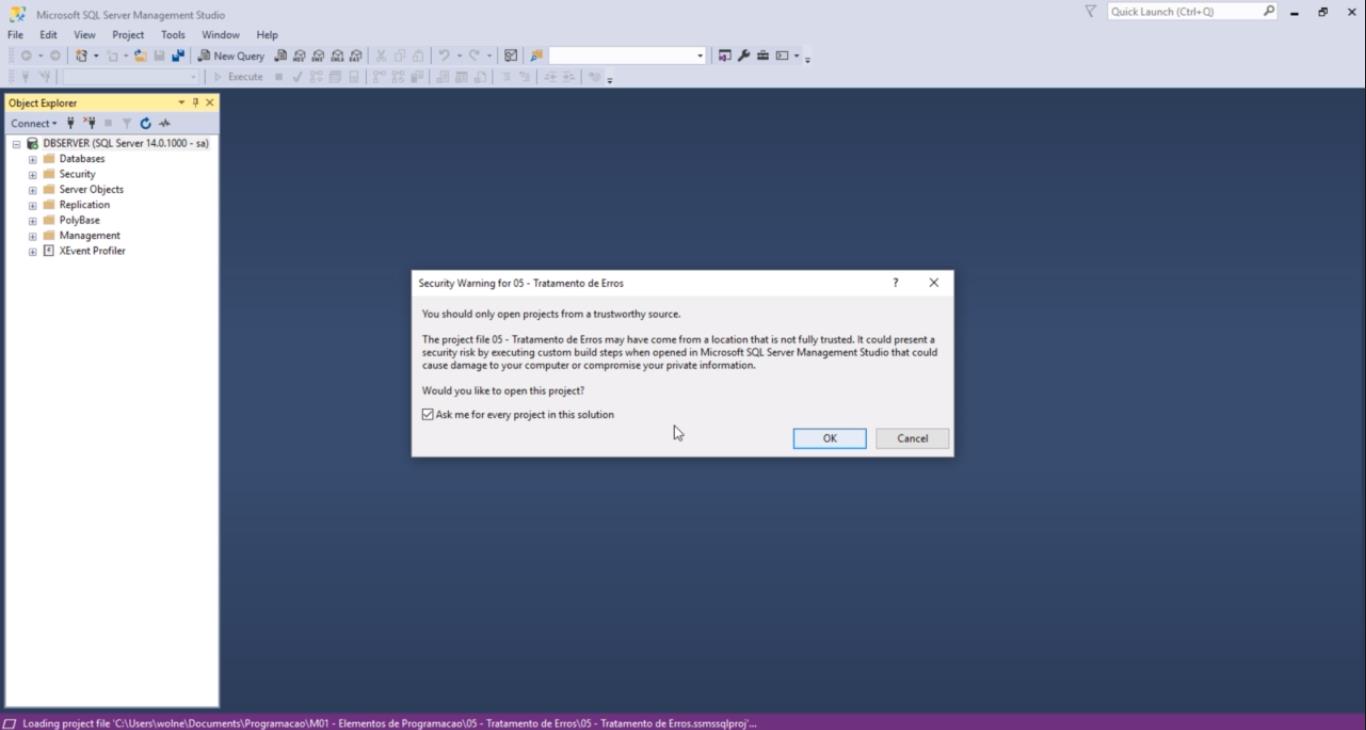 Microsoft SQL Server Management Studio
Quick Launch (Ctrl+Q)
File Edit View Project Tools Window Help
New Query
Execute
Object Explorer
Connect
DBSERVER (SQL Server 14.0.1000 - sa)
Databases
Security
Server Objects
Replication
PolyBase
Management
XEvent Profiler
Security Warning for 05 - Tratamento de Erros
You should only open projects from a trustworthy source.
The project file 05 - Tratamento de Erros may have come from a location that is not fully trusted. It could present a
security risk by executing custom build steps when opened in Microsoft SQL Server Management Studio that could
cause damage to your computer or compromise your private information.
Would you like to open this project?
Ask me for every project in this solution
OK Cancel
Loading project file 'C:\Users\wolne\Documents\Programacao\M01 - Elementos de Programacao\05 - Tratamento de Erros\05 - Tratamento de Erros.ssmssqlproj'...